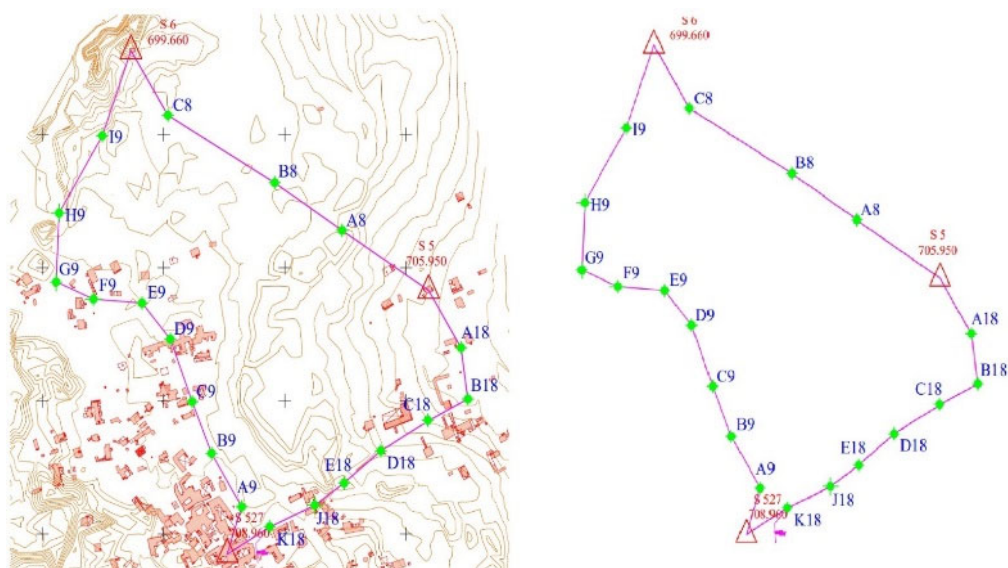 S 6
699.660
C8
I9
B8
H9
A8
S 5
705.950
G9
F9
E9
D9
A18
C9
B18
C18
B9
D18
E18
A9
S 527
708.960
J18
K18
S 6
699.660
C8
I9
B8
H9
A8
S 5
705.950
G9
F9
E9
D9
A18
C9
B18
C18
B9
D18
E18
A9
S 527
708.960
J18
K18